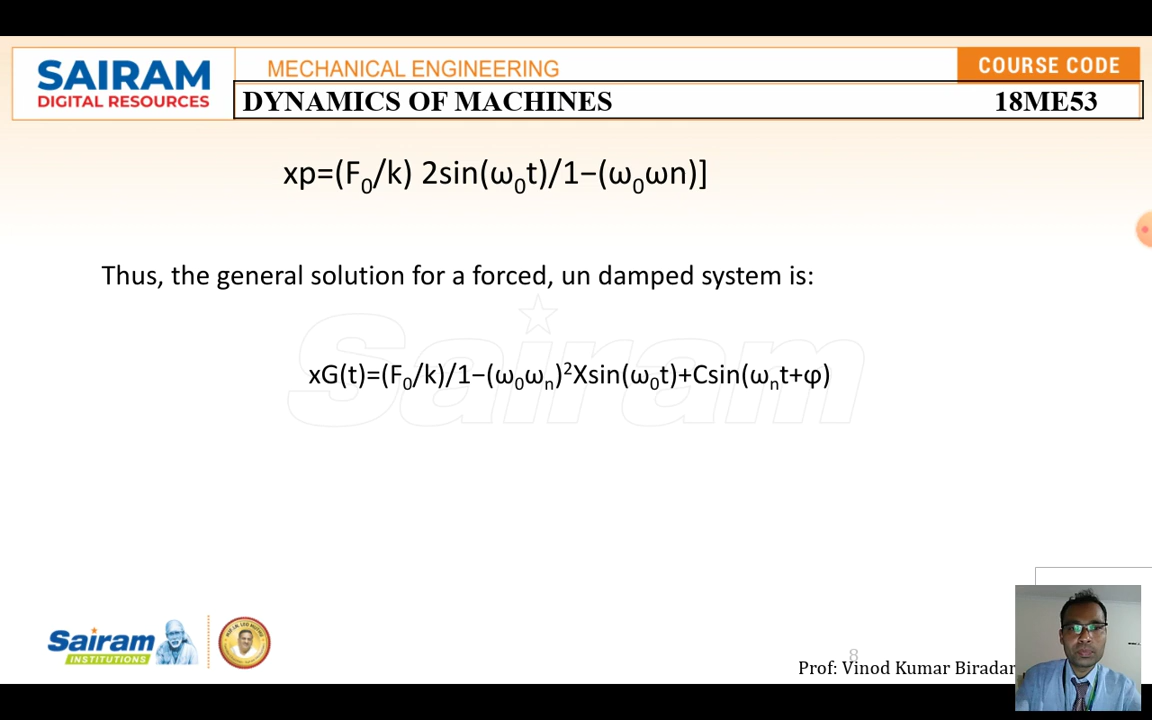 SAIRAM
DIGITAL RESOURCES
MECHANICAL ENGINEERING
COURSE CODE
DYNAMICS OF MACHINES
18ME53
xp=(F₀/k) 2sin(ω₀t)/1−(ω₀ωn)]
Thus, the general solution for a forced, un damped system is:
Sairam
xG(t)=(F₀/k)/1−(ω₀ωₙ)²Xsin(ω₀t)+Csin(ωₙt+φ)
Sairam
INSTITUTIONS
8
Prof: Vinod Kumar Biradar